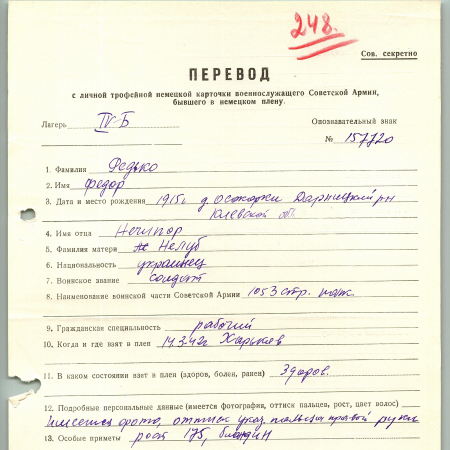 248.
Сов. секретно
ПЕРЕВОД
с личной трофейной немецкой карточки военнослужащего Советской Армии,
бывшего в немецком плену.
Лагерь IV-Б
Опознавательный знак
№ 157720
1. Фамилия Федько
2. Имя Федор
3. Дата и место рождения 1915г д. Осокорки Дарницкий рн
Киевской обл.
4. Имя отца Нечипор
5. Фамилия матери Нелуб
6. Национальность украинец
7. Воинское звание солдат
8. Наименование воинской части Советской Армии 1053 стр. полк.
9. Гражданская специальность рабочий
10. Когда и где взят в плен 14.3.42г Харьков
11. В каком состоянии взят в плен (здоров, болен, ранен) Здоров.
12. Подробные персональные данные (имеется фотография, оттиск пальцев, рост, цвет волос)
Имеется фото, оттиск указ. пальца правой руки
13. Особые приметы рост 175, блондин